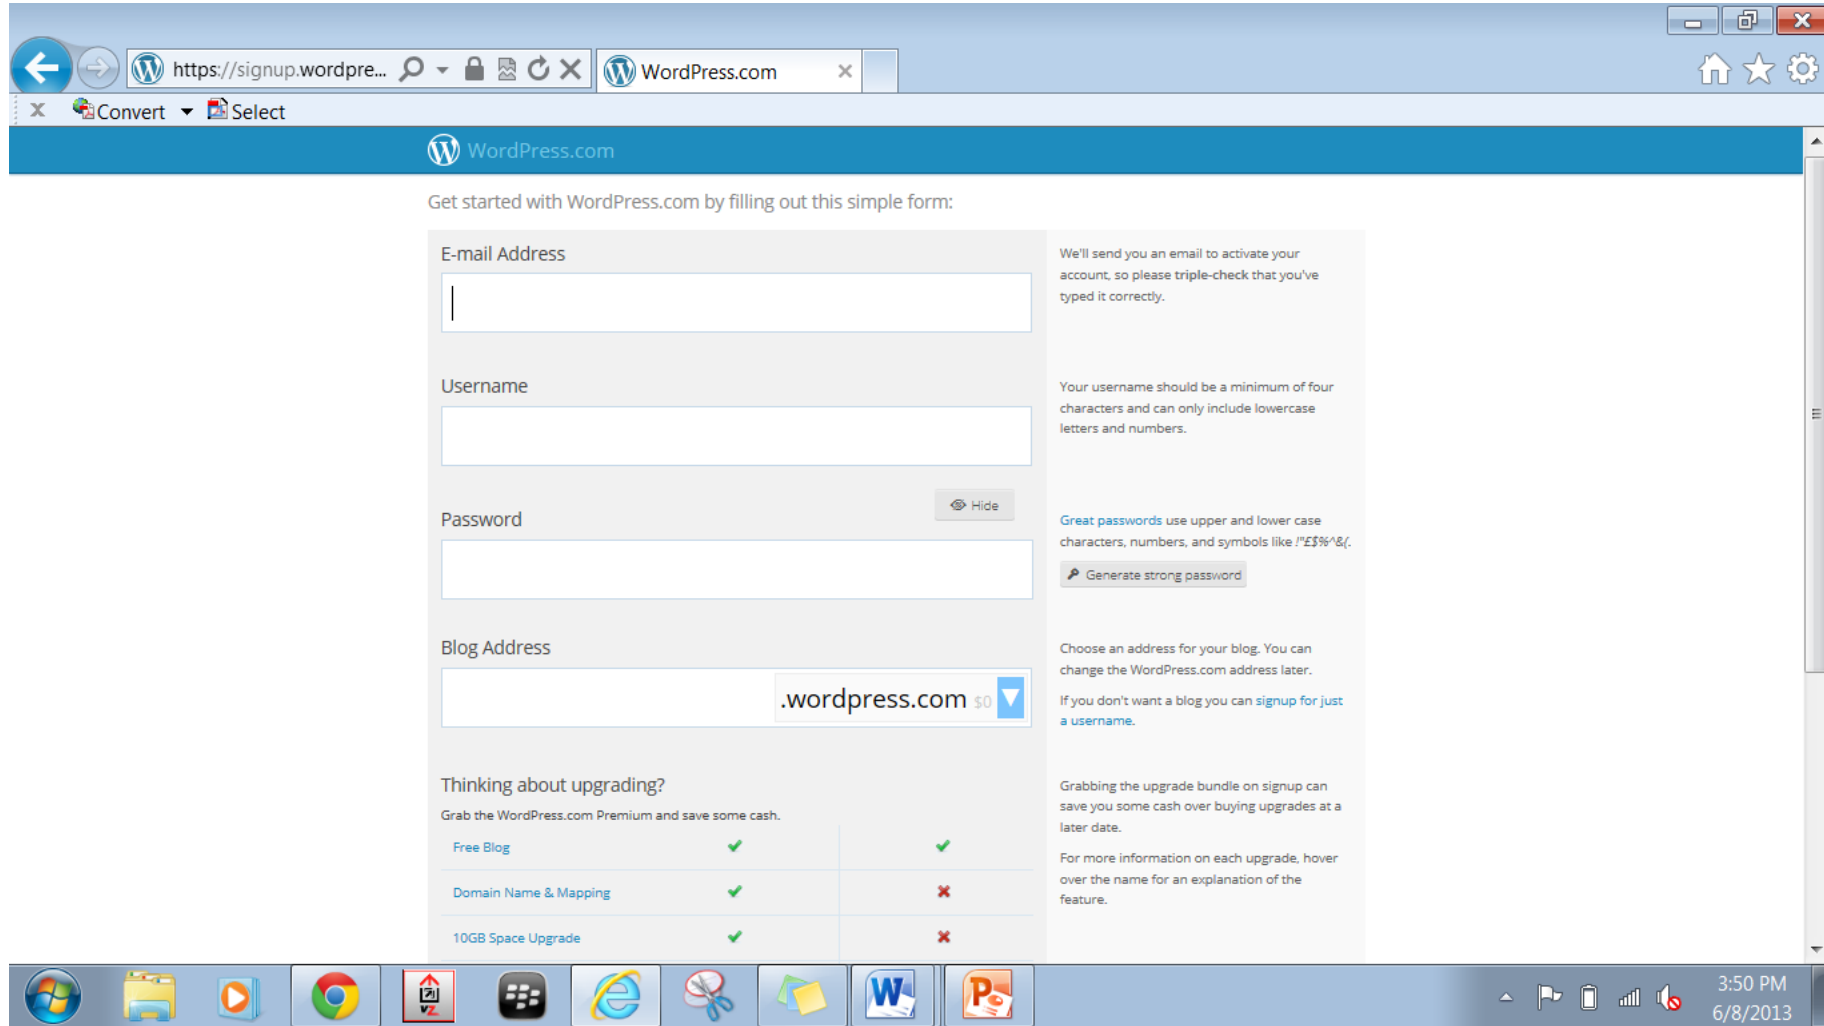 https://signup.wordpre...
WordPress.com
x Convert Select
WordPress.com
Get started with WordPress.com by filling out this simple form:
E-mail Address
We'll send you an email to activate your
account, so please triple-check that you've
typed it correctly.
Username
Your username should be a minimum of four
characters and can only include lowercase
letters and numbers.
Hide
Password
Great passwords use upper and lower case
characters, numbers, and symbols like !"£$%^&(.
Generate strong password
Blog Address
.wordpress.com $0
Choose an address for your blog. You can
change the WordPress.com address later.
If you don't want a blog you can signup for just
a username.
Thinking about upgrading?
Grab the WordPress.com Premium and save some cash.
Free Blog
Domain Name & Mapping
10GB Space Upgrade
Grabbing the upgrade bundle on signup can
save you some cash over buying upgrades at a
later date.
For more information on each upgrade, hover
over the name for an explanation of the
feature.
VZ
3:50 PM
6/8/2013